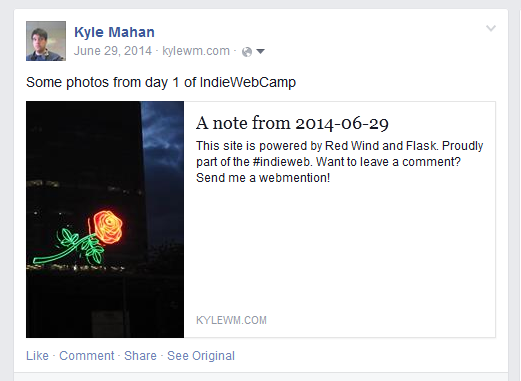 Kyle Mahan
June 29, 2014 · kylewm.com ·
Some photos from day 1 of IndieWebCamp
A note from 2014-06-29
This site is powered by Red Wind and Flask. Proudly
part of the #indieweb. Want to leave a comment?
Send me a webmention!
KYLEWM.COM
Like · Comment · Share · See Original